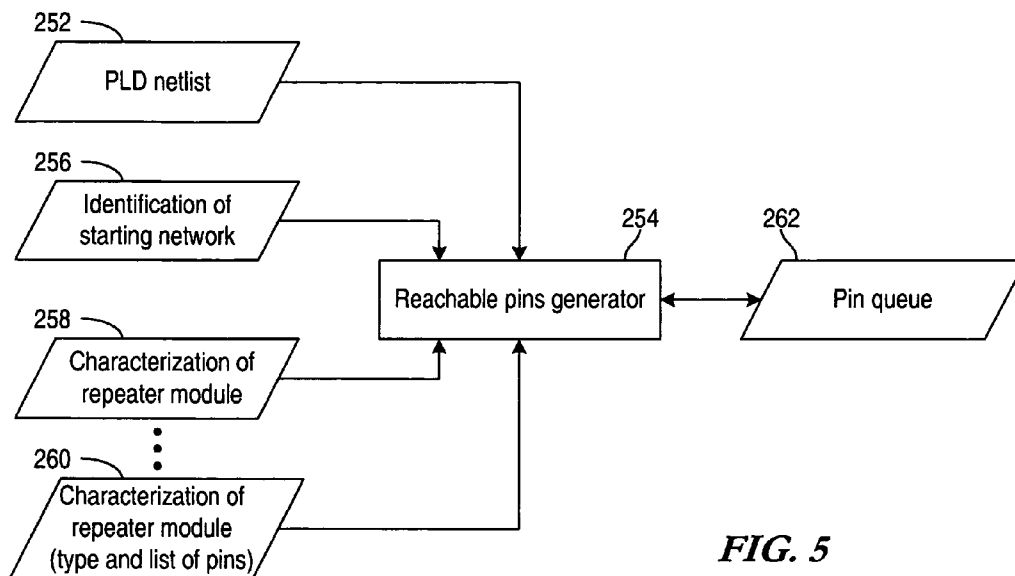 252
PLD netlist
256
Identification of
starting network
254
262
Reachable pins generator
Pin queue
258
Characterization of
repeater module
260
Characterization of
repeater module
(type and list of pins)
FIG. 5